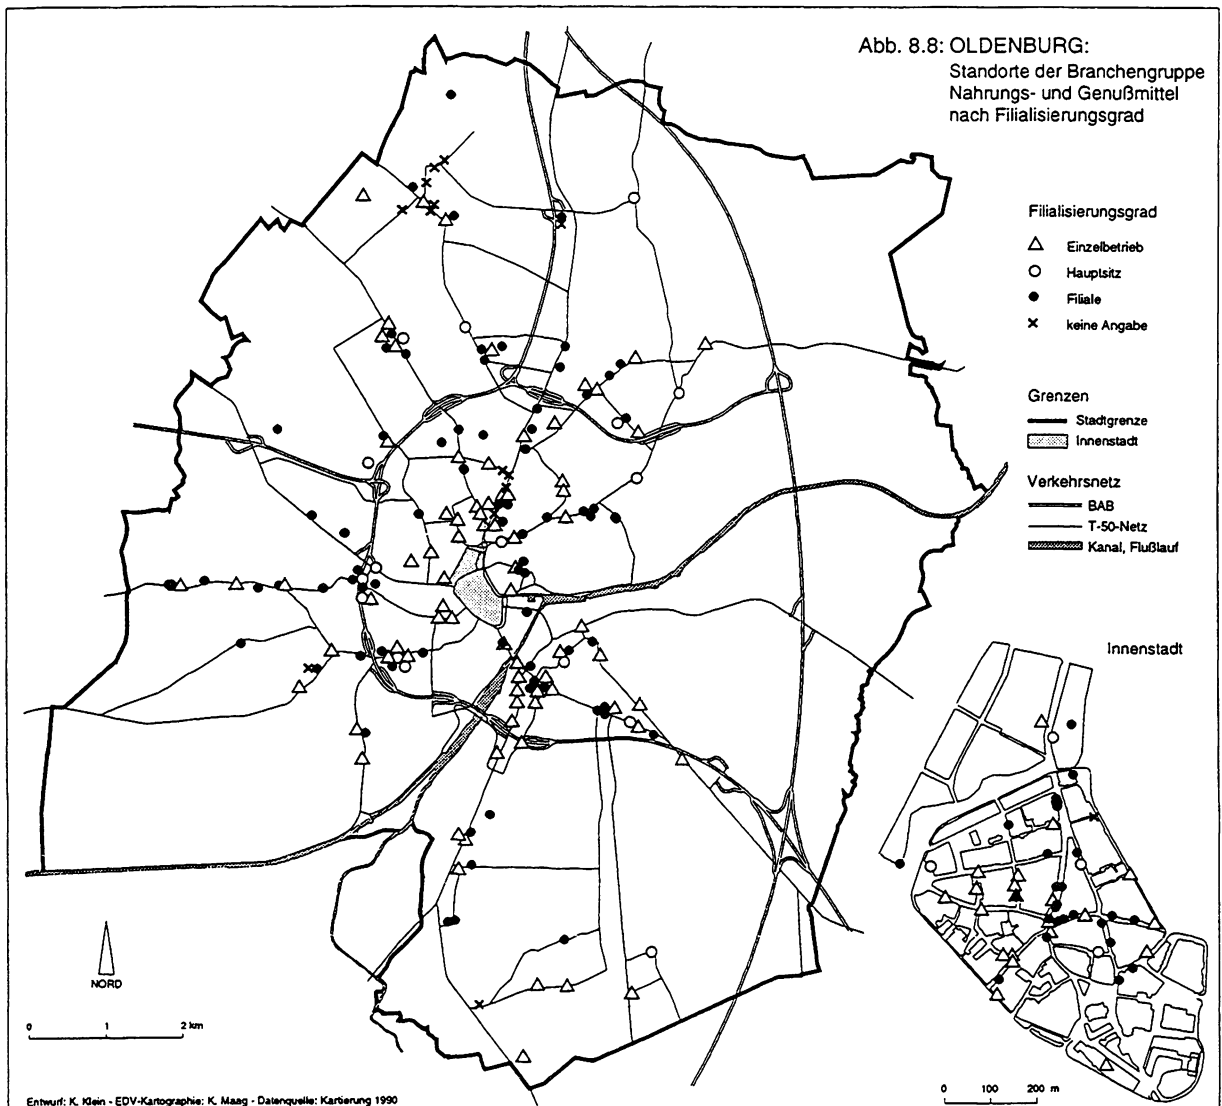 Abb. 8.8: OLDENBURG:
Standorte der Branchengruppe
Nahrungs- und Genußmittel
nach Filialisierungsgrad
Filialisierungsgrad
Einzelbetrieb
Hauptsitz
Filiale
keine Angabe
Grenzen
Stadtgrenze
Innenstadt
Verkehrsnetz
BAB
T-50-Netz
Kanal, Flußlauf
Innenstadt
NORD
0 1 2 km
0 100 200 m
Entwurf: K. Klein - EDV-Kartographie: K. Maag - Datenquelle: Kartierung 1990